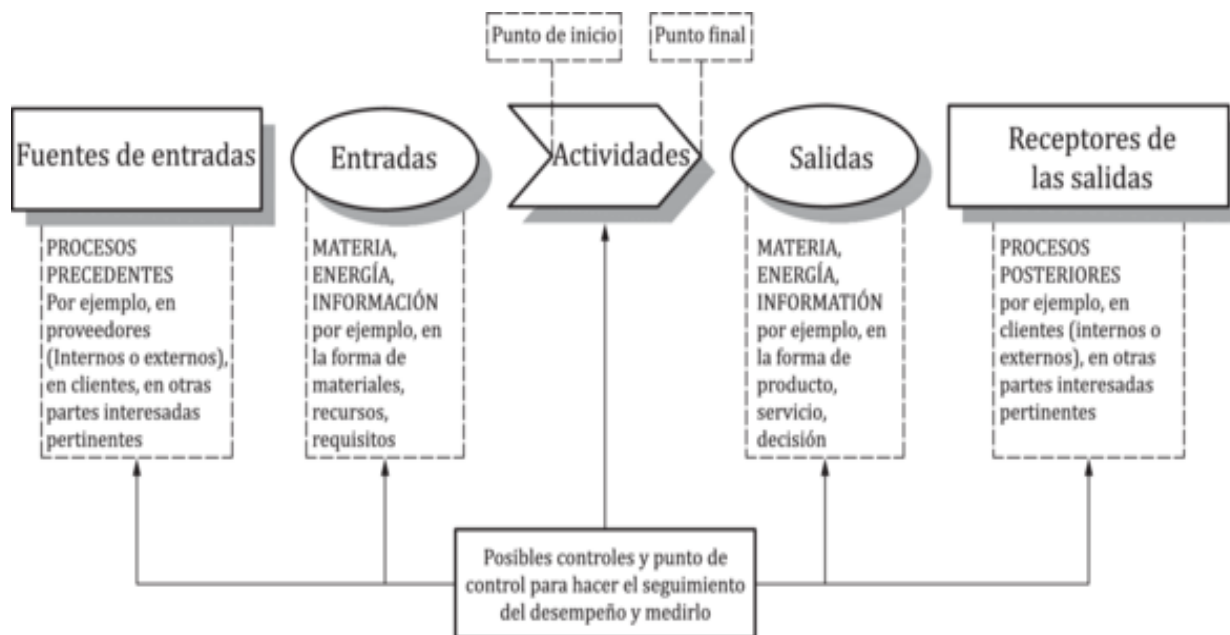 Punto de inicio
Punto final
Fuentes de entradas
Entradas
Actividades
Salidas
Receptores de
las salidas
PROCESOS
PRECEDENTES
Por ejemplo, en
proveedores
(Internos o externos),
en clientes, en otras
partes interesadas
pertinentes
MATERIA,
ENERGÍA,
INFORMACIÓN
por ejemplo, en
la forma de
materiales,
recursos,
requisitos
MATERIA,
ENERGÍA,
INFORMATIÓN
por ejemplo, en
la forma de
producto,
servicio,
decisión
PROCESOS
POSTERIORES
por ejemplo, en
clientes (internos o
externos), en otras
partes interesadas
pertinentes
Posibles controles y punto de
control para hacer el seguimiento
del desempeño y medirlo